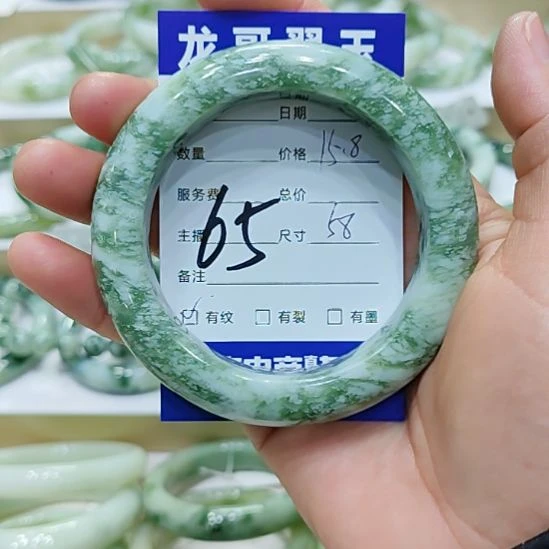 龙哥翠玉
日期
数量 价格 15.8
服务费 总价
65
主播 尺寸 58
备注
☑ 有纹 □ 有裂 □ 有墨